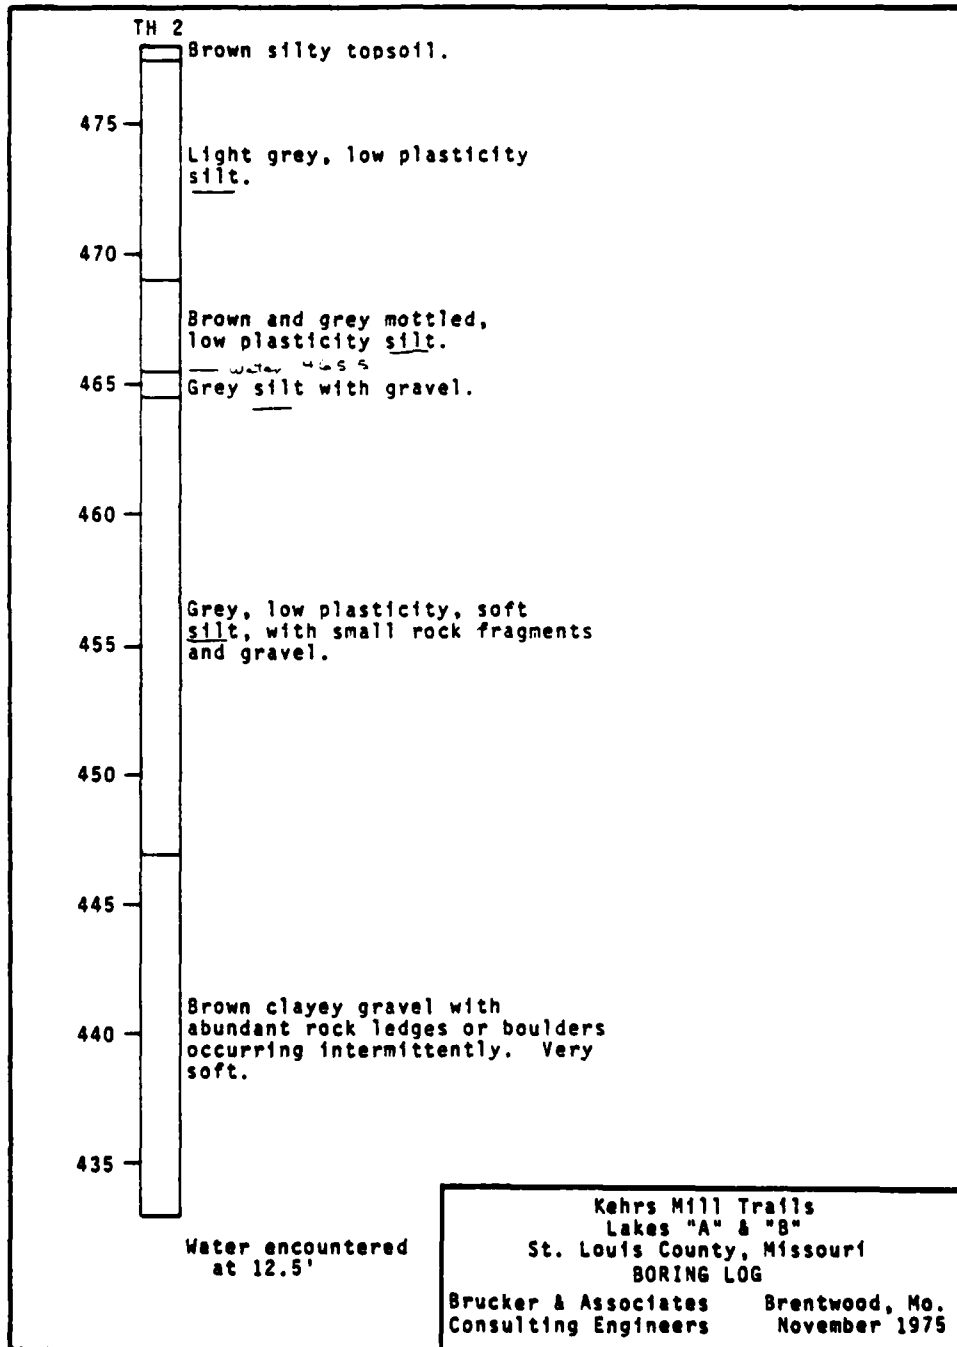 TH 2
Brown silty topsoil.
475
Light grey, low plasticity
silt.
470
Brown and grey mottled,
low plasticity silt.
water 465 5
465
Grey silt with gravel.
460
Grey, low plasticity, soft
silt, with small rock fragments
455
and gravel.
450
445
Brown clayey gravel with
440
abundant rock ledges or boulders
occurring intermittently. Very
soft.
435
Water encountered
at 12.5'
Kehrs Mill Trails
Lakes "A" & "B"
St. Louis County, Missouri
BORING LOG
Brucker & Associates Brentwood, Mo.
Consulting Engineers November 1975